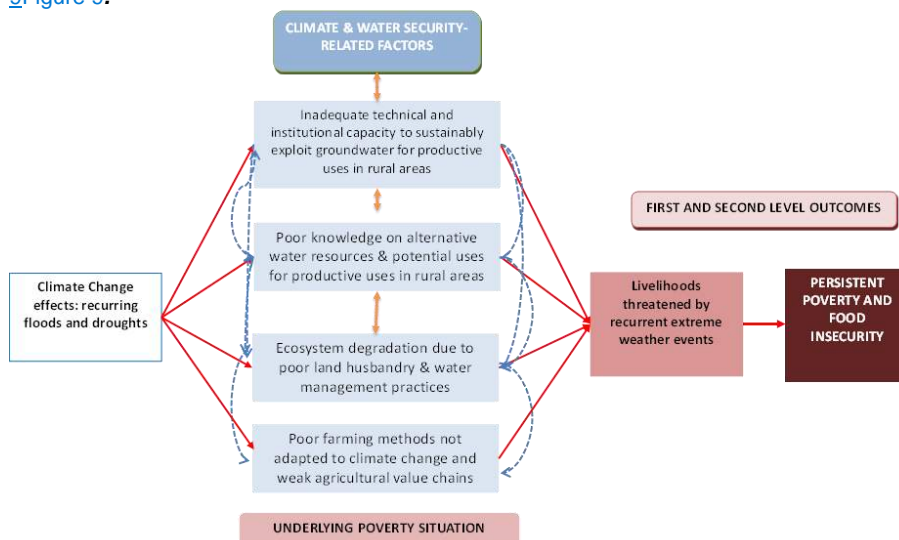 CLIMATE & WATER SECURITY-
RELATED FACTORS
Inadequate technical and
institutional capacity to sustainably
exploit groundwater for productive
uses in rural areas
FIRST AND SECOND LEVEL OUTCOMES
Poor knowledge on alternative
water resources & potential uses
for productive uses in rural areas
Climate Change
effects: recurring
floods and droughts
Livelihoods
threatened by
recurrent extreme
weather events
PERSISTENT
POVERTY AND
FOOD
INSECURITY
Ecosystem degradation due to
poor land husbandry & water
management practices
Poor farming methods not
adapted to climate change and
weak agricultural value chains
UNDERLYING POVERTY SITUATION